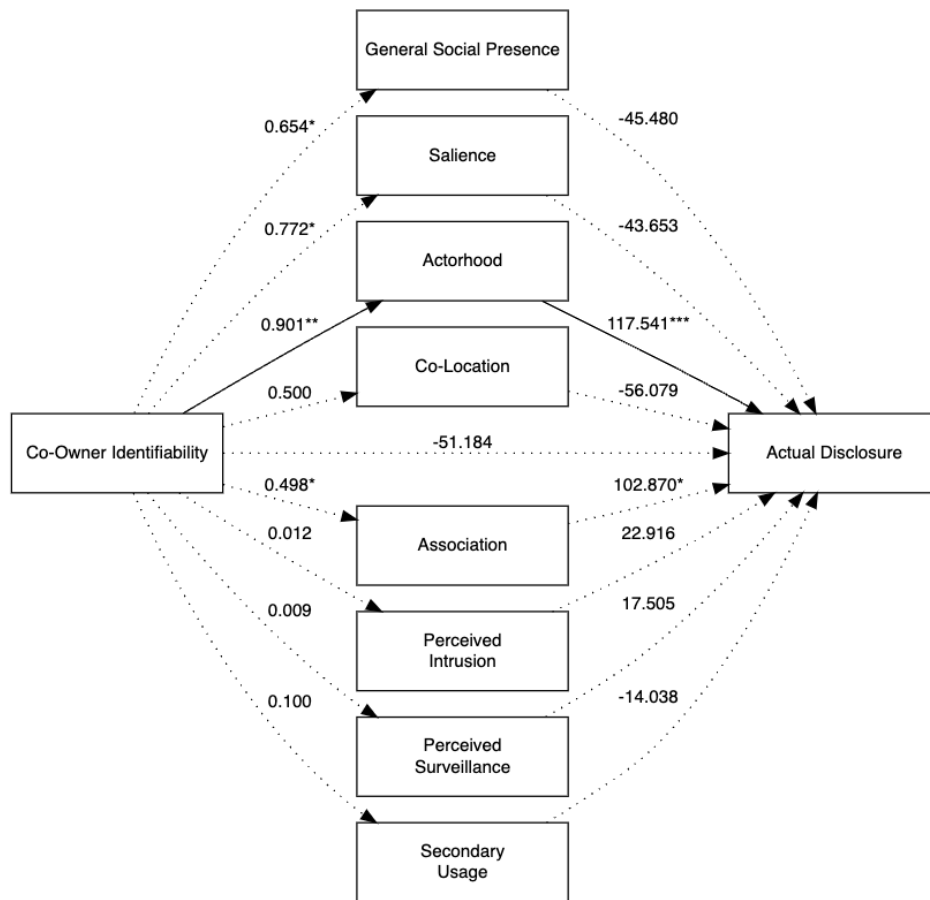 General Social Presence
0.654*
-45.480
Salience
0.772*
-43.653
Actorhood
0.901**
117.541***
Co-Location
0.500
-56.079
Co-Owner Identifiability
-51.184
Actual Disclosure
0.498*
102.870*
Association
0.012
22.916
Perceived
Intrusion
0.009
17.505
Perceived
Surveillance
0.100
-14.038
Secondary
Usage